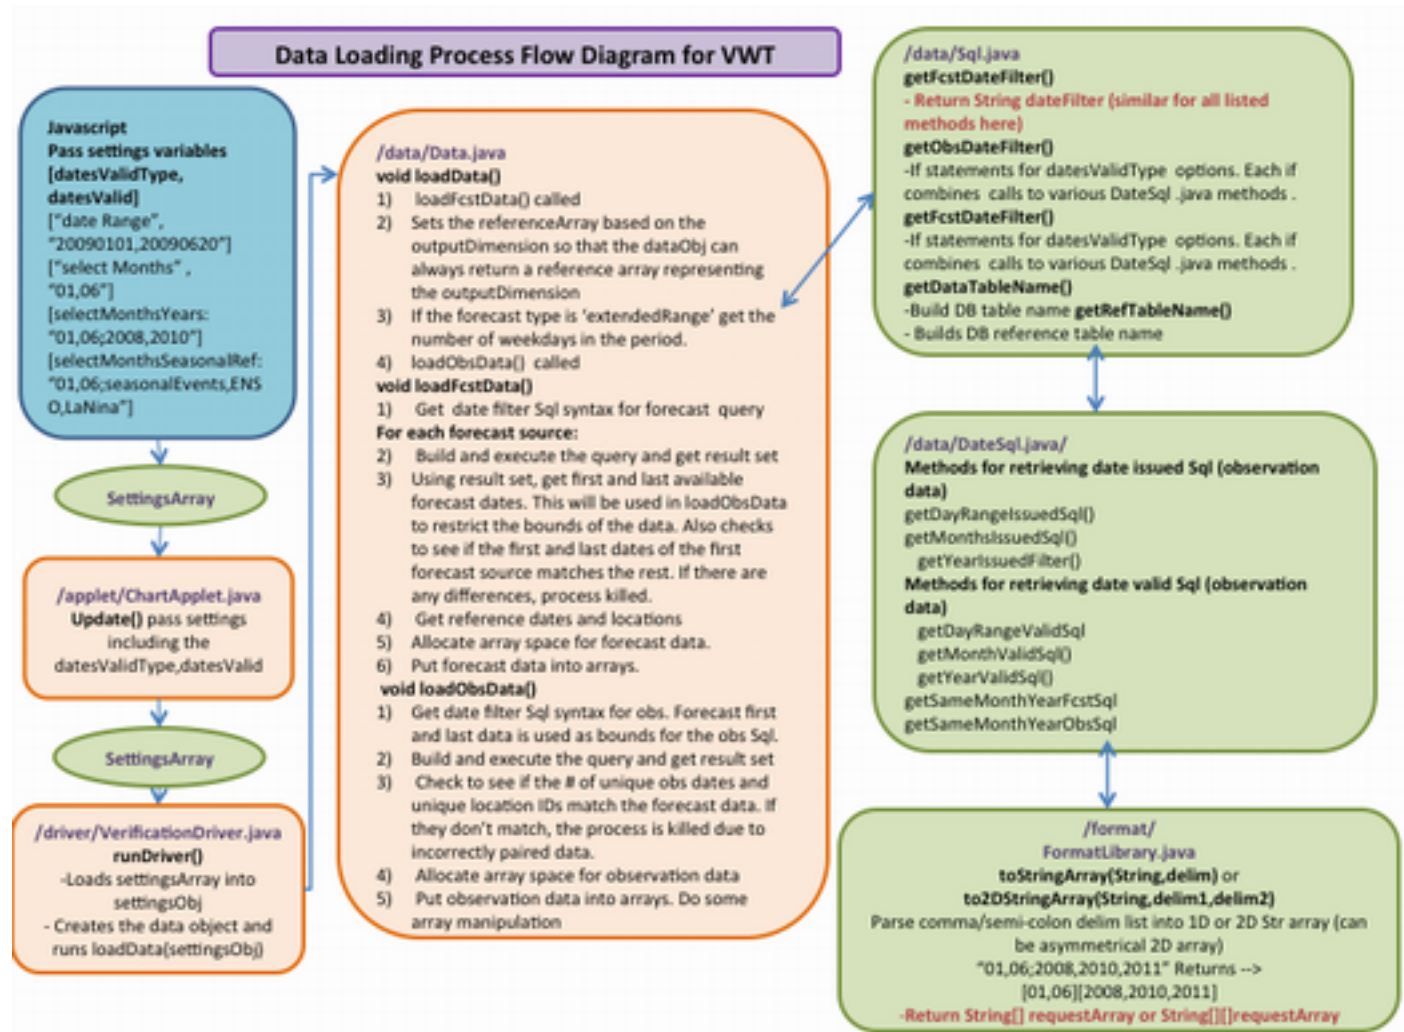 Data Loading Process Flow Diagram for VWT
Javascript
Pass settings variables
[datesValidType,
datesValid]
["date Range",
"20090101,20090620"]
["select Months" ,
"01,06"]
[selectMonthsYears:
"01,06;2008,2010"]
[selectMonthsSeasonalRef:
"01,06;seasonalEvents,ENS
O,LaNina"]
SettingsArray
/applet/ChartApplet.java
Update() pass settings
including the
datesValidType,datesValid
SettingsArray
/driver/VerificationDriver.java
runDriver()
-Loads settingsArray into
settingsObj
- Creates the data object and
runs loadData(settingsObj)
/data/Data.java
void loadData()
1) loadFcstData() called
2) Sets the referenceArray based on the
outputDimension so that the dataObj can
always return a reference array representing
the outputDimension
3) If the forecast type is 'extendedRange' get the
number of weekdays in the period.
4) loadObsData() called
void loadFcstData()
1) Get date filter Sql syntax for forecast query
For each forecast source:
2) Build and execute the query and get result set
3) Using result set, get first and last available
forecast dates. This will be used in loadObsData
to restrict the bounds of the data. Also checks
to see if the first and last dates of the first
forecast source matches the rest. If there are
any differences, process killed.
4) Get reference dates and locations
5) Allocate array space for forecast data.
6) Put forecast data into arrays.
void loadObsData()
1) Get date filter Sql syntax for obs. Forecast first
and last data is used as bounds for the obs Sql.
2) Build and execute the query and get result set
3) Check to see if the # of unique obs dates and
unique location IDs match the forecast data. If
they don't match, the process is killed due to
incorrectly paired data.
4) Allocate array space for observation data
5) Put observation data into arrays. Do some
array manipulation
/data/Sql.java
getFcstDateFilter()
- Return String dateFilter (similar for all listed
methods here)
getObsDateFilter()
-If statements for datesValidType options. Each if
combines calls to various DateSql .java methods .
getFcstDateFilter()
-If statements for datesValidType options. Each if
combines calls to various DateSql .java methods .
getDataTableName()
-Build DB table name getRefTableName()
- Builds DB reference table name
/data/DateSql.java/
Methods for retrieving date issued Sql (observation
data)
getDayRangeIssuedSql()
getMonthsIssuedSql()
getYearIssuedFilter()
Methods for retrieving date valid Sql (observation
data)
getDayRangeValidSql
getMonthValidSql()
getYearValidSql()
getSameMonthYearFcstSql
getSameMonthYearObsSql
/format/
FormatLibrary.java
toStringArray(String,delim) or
to2DStringArray(String,delim1,delim2)
Parse comma/semi-colon delim list into 1D or 2D Str array (can
be asymmetrical 2D array)
"01,06;2008,2010,2011" Returns -->
[01,06][2008,2010,2011]
-Return String[] requestArray or String[][]requestArray